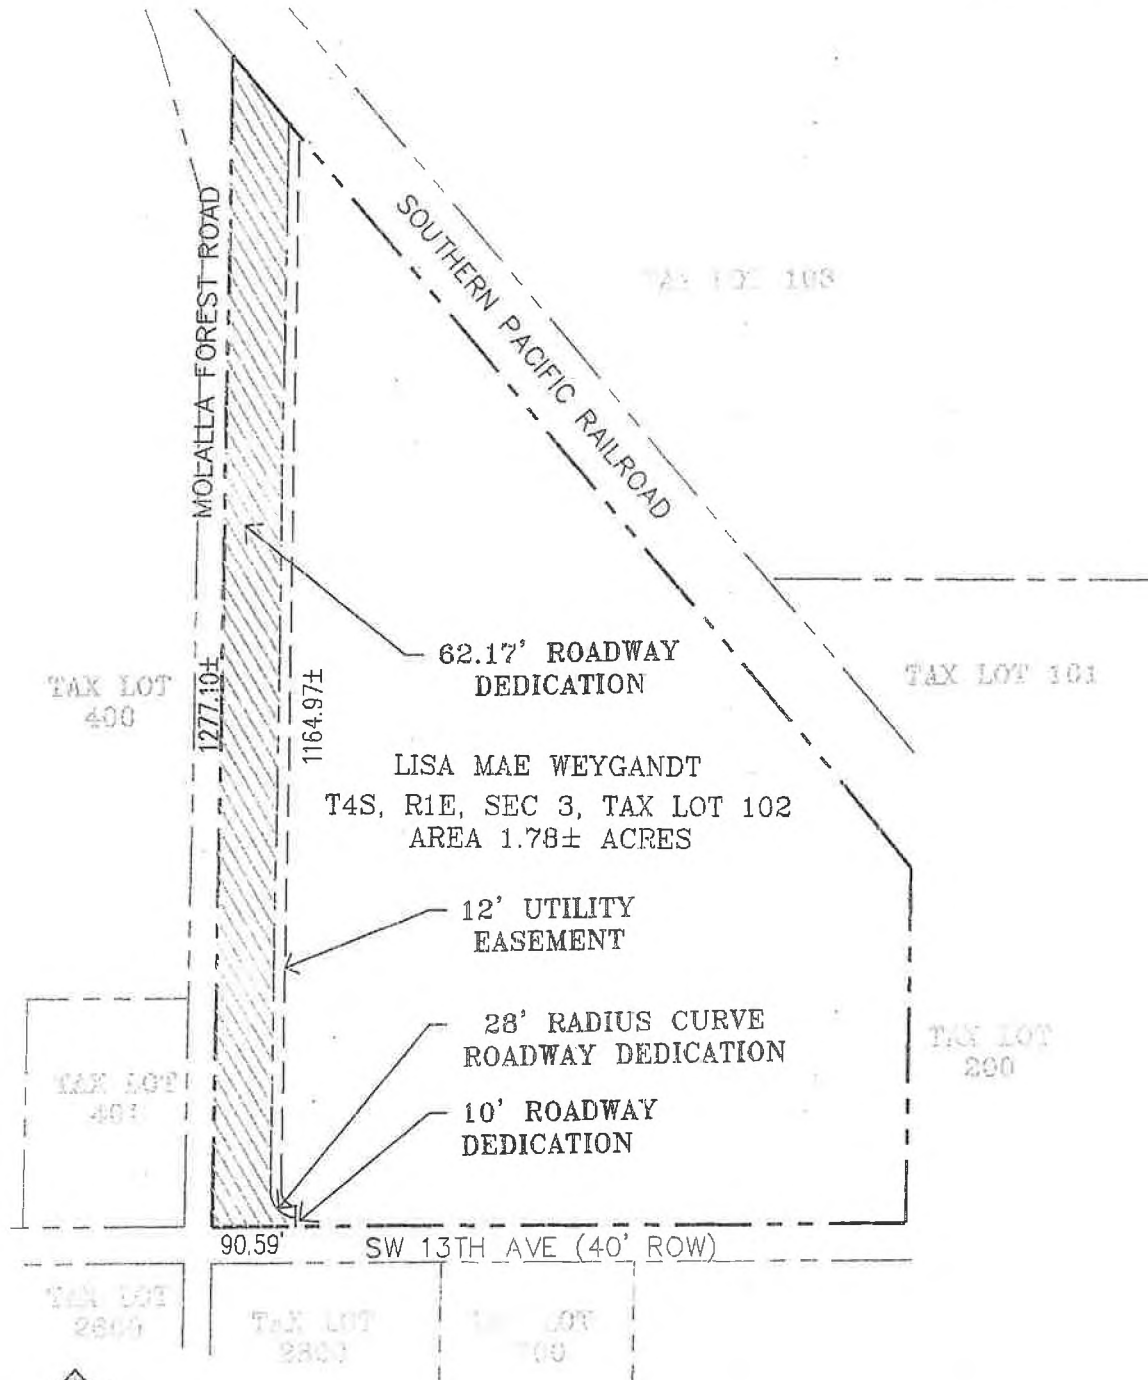 MOLALLA FOREST ROAD
SOUTHERN PACIFIC RAILROAD
TAX LOT 103
62.17' ROADWAY
DEDICATION
TAX LOT
400
1277.10±
1164.97±
TAX LOT 101
LISA MAE WEYGANDT
T4S, R1E, SEC 3, TAX LOT 102
AREA 1.78± ACRES
12' UTILITY
EASEMENT
28' RADIUS CURVE
ROADWAY DEDICATION
TAX LOT
200
TAX LOT
401
10' ROADWAY
DEDICATION
90.59'
SW 13TH AVE (40' ROW)
TAX LOT
2600
TAX LOT
LOT